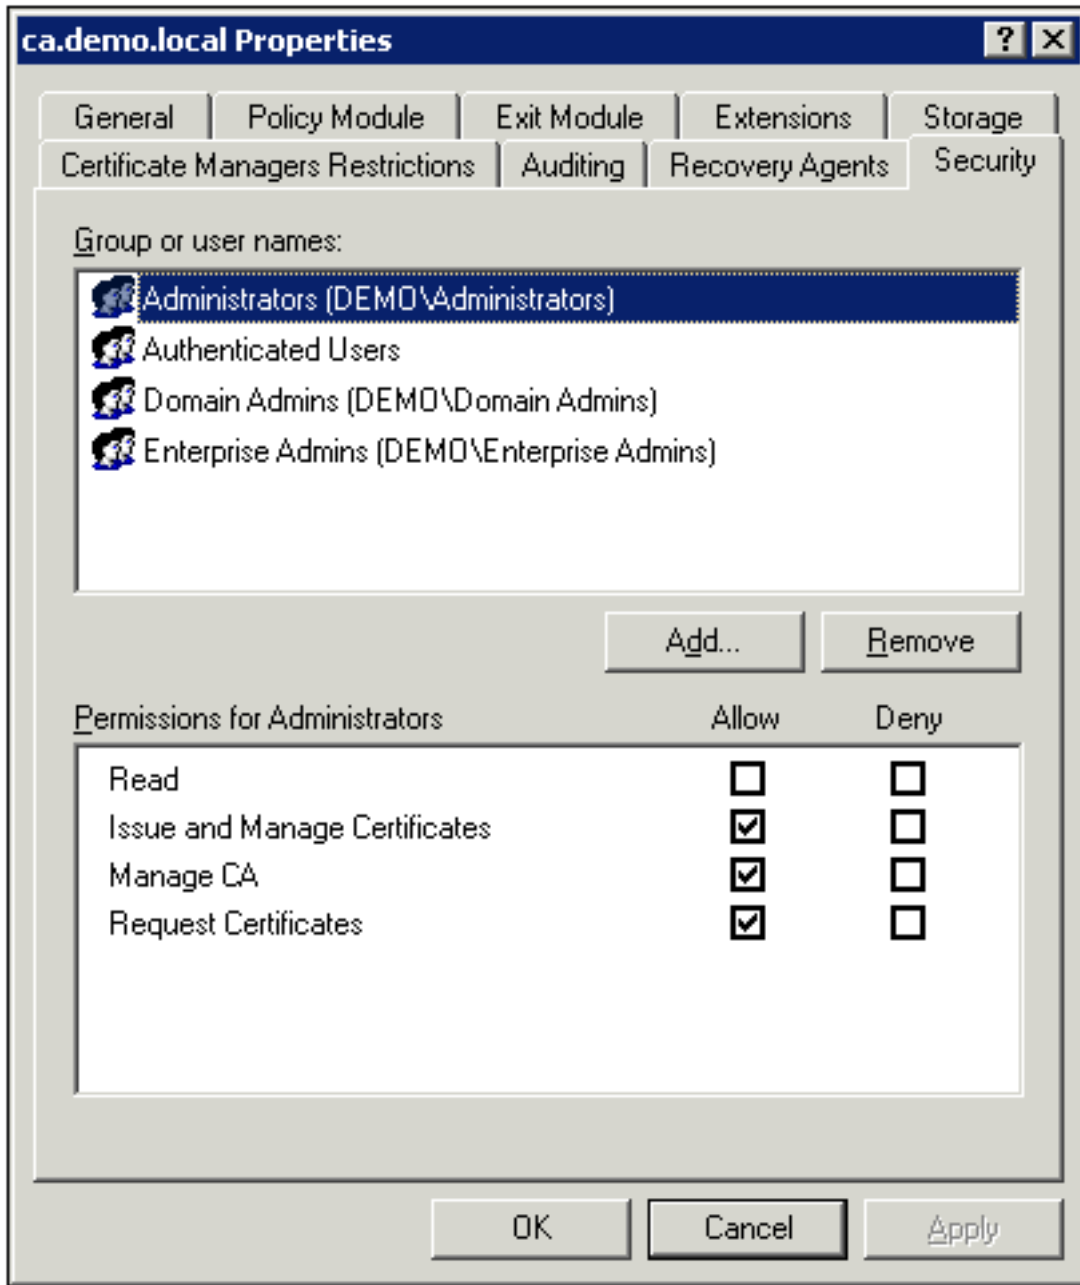 ca.demo.local Properties ? X
General Policy Module Exit Module Extensions Storage
Certificate Managers Restrictions Auditing Recovery Agents Security
Group or user names:
Administrators (DEMO\Administrators)
Authenticated Users
Domain Admins (DEMO\Domain Admins)
Enterprise Admins (DEMO\Enterprise Admins)
Add... Remove
Permissions for Administrators Allow Deny
Read
Issue and Manage Certificates
Manage CA
Request Certificates
OK Cancel Apply